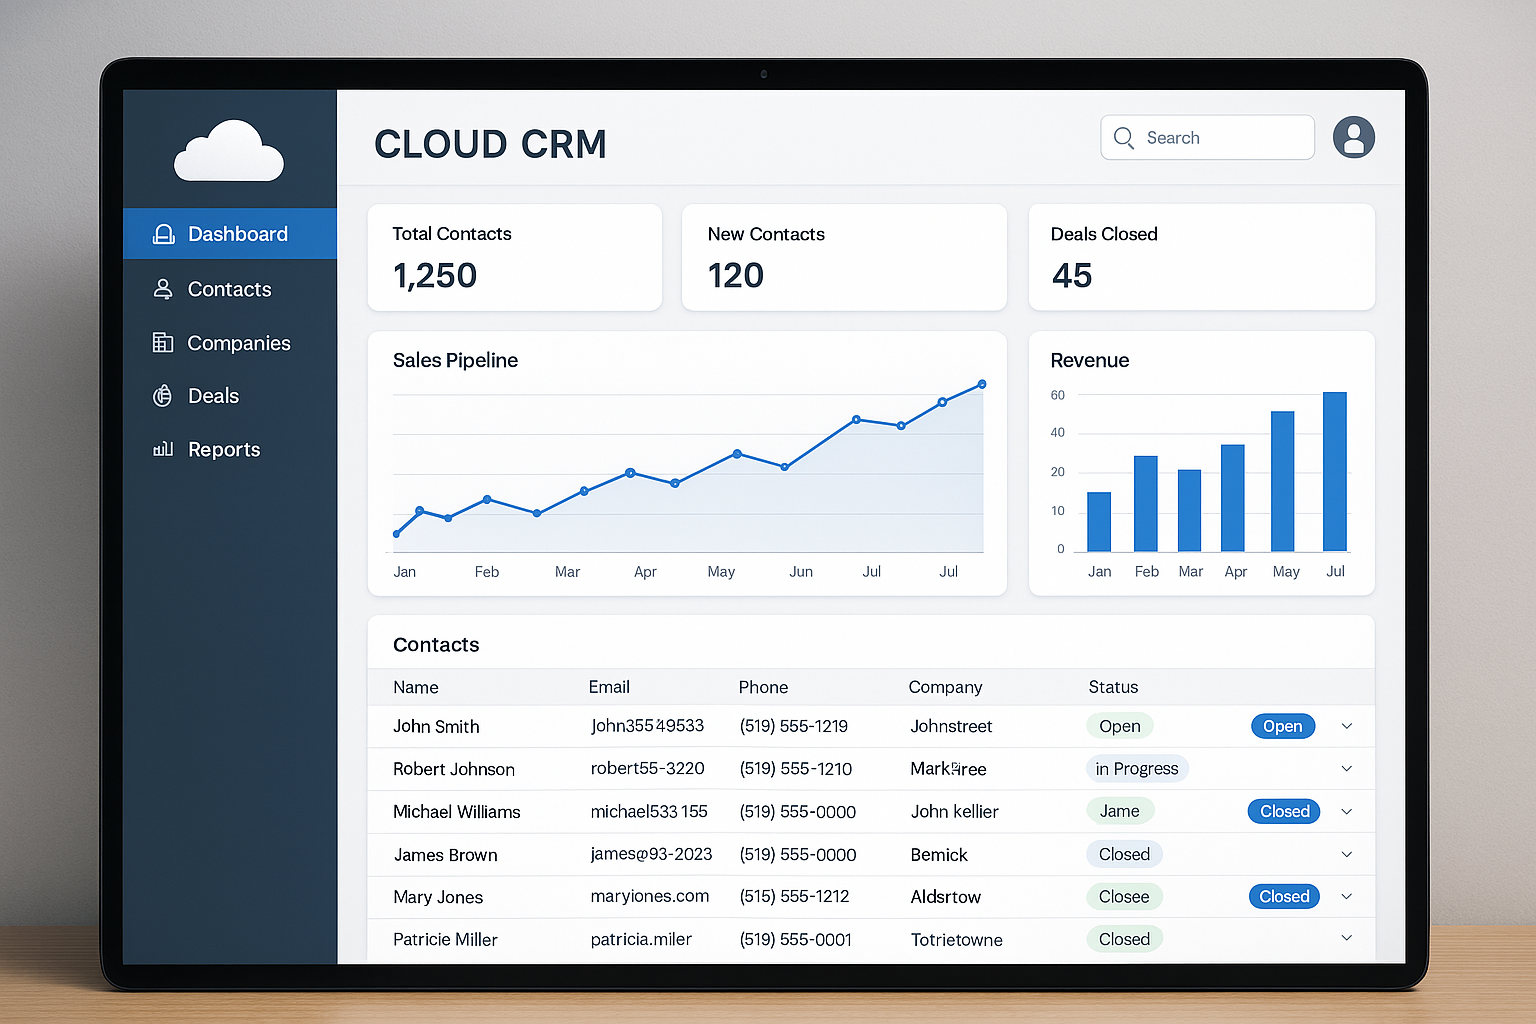 CLOUD CRM
Search
Dashboard
Contacts
Companies
Deals
Reports
Total Contacts
1,250
New Contacts
120
Deals Closed
45
Sales Pipeline
Jan Feb Mar Apr May Jun Jul Jul
Revenue
60
40
20
10
0
Jan Feb Mar Apr May Jul
Contacts
Name Email Phone Company Status
John Smith John35549533 (519) 555-1219 Johnstreet Open Open
Robert Johnson robert55-3220 (519) 555-1210 in Progress
Michael Williams michael533 155 (519) 555-0000 John kellier Jame Closed
James Brown james@93-2023 (519) 555-0000 Bemick Closed
Mary Jones maryiones.com (515) 555-1212 Aldsrtow Closee Closed
Patricie Miller patricia.miler (519) 555-0001 Totrietowne Closed